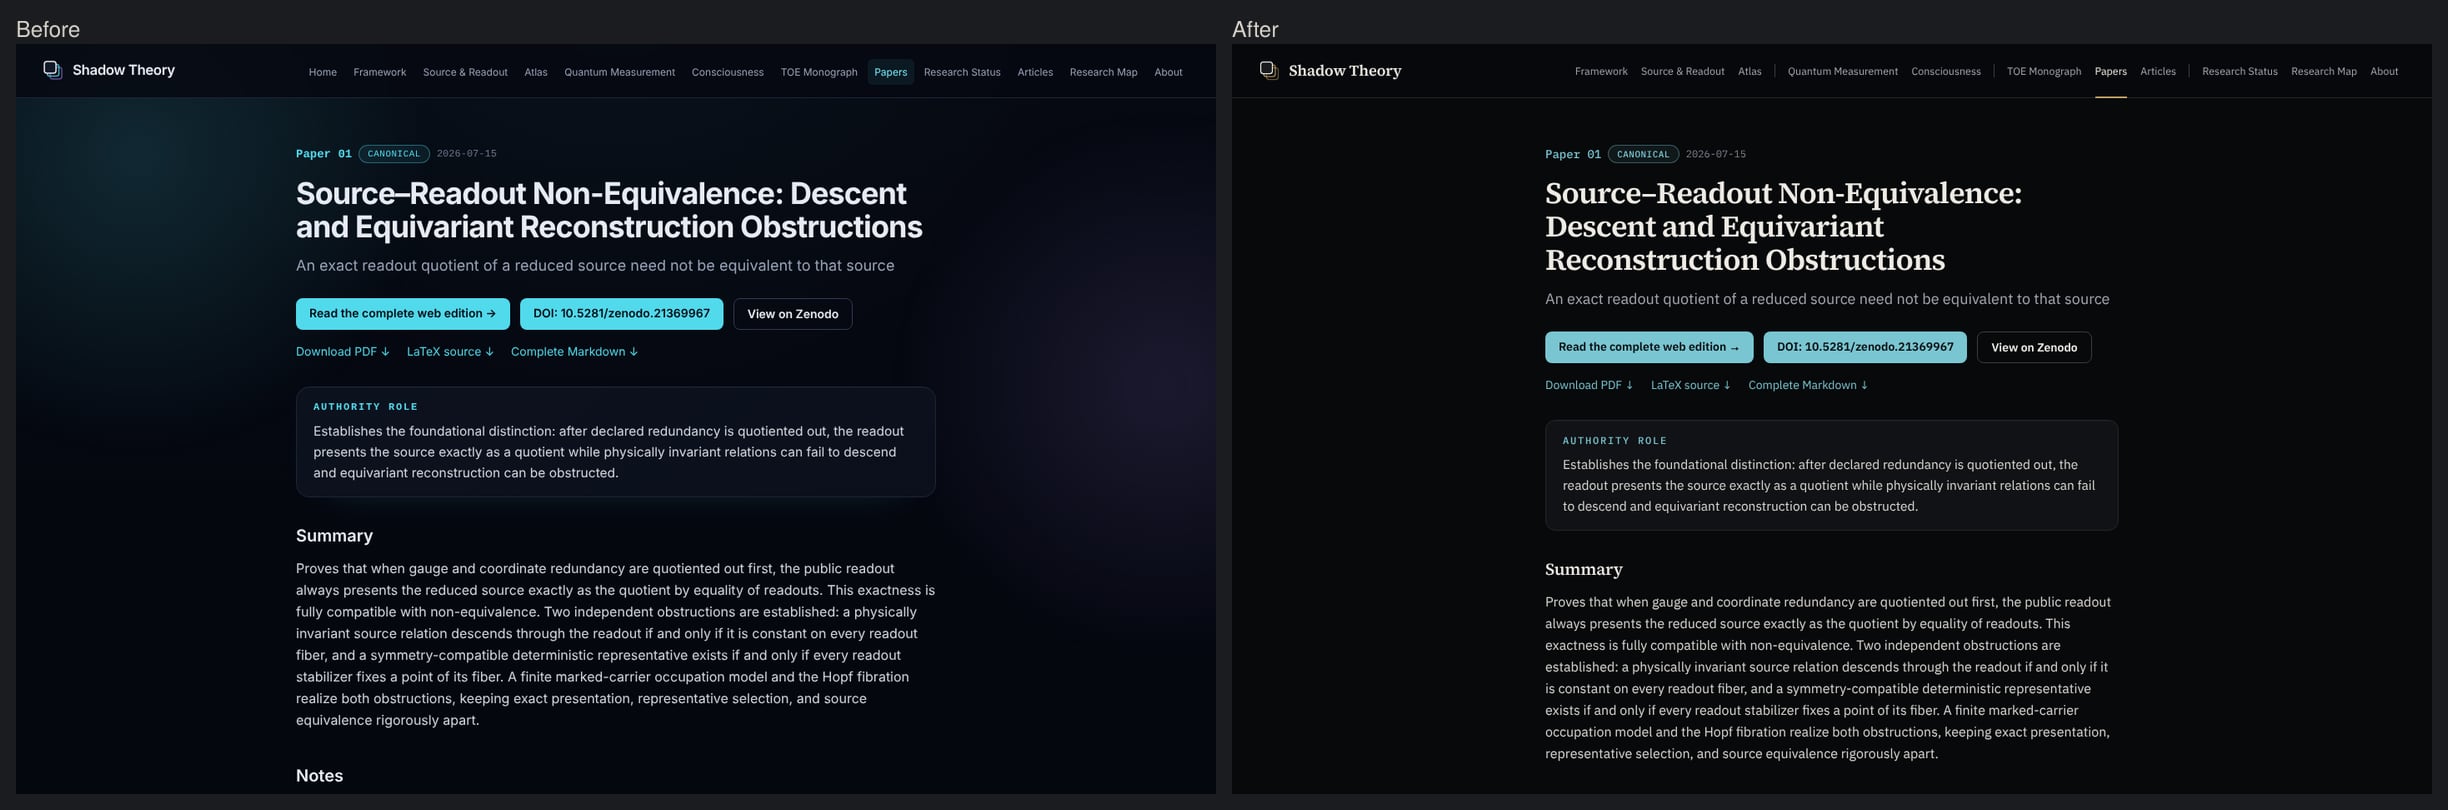 Before
Shadow Theory
Home Framework Source & Readout Atlas Quantum Measurement Consciousness TOE Monograph Papers Research Status Articles Research Map About
Paper 01 CANONICAL 2026-07-15
Source–Readout Non-Equivalence: Descent
and Equivariant Reconstruction Obstructions
An exact readout quotient of a reduced source need not be equivalent to that source
Read the complete web edition → DOI: 10.5281/zenodo.21369967 View on Zenodo
Download PDF ↓ LaTeX source ↓ Complete Markdown ↓
AUTHORITY ROLE
Establishes the foundational distinction: after declared redundancy is quotiented out, the readout
presents the source exactly as a quotient while physically invariant relations can fail to descend
and equivariant reconstruction can be obstructed.
Summary
Proves that when gauge and coordinate redundancy are quotiented out first, the public readout
always presents the reduced source exactly as the quotient by equality of readouts. This exactness is
fully compatible with non-equivalence. Two independent obstructions are established: a physically
invariant source relation descends through the readout if and only if it is constant on every readout
fiber, and a symmetry-compatible deterministic representative exists if and only if every readout
stabilizer fixes a point of its fiber. A finite marked-carrier occupation model and the Hopf fibration
realize both obstructions, keeping exact presentation, representative selection, and source
equivalence rigorously apart.
Notes
After
Shadow Theory
Framework Source & Readout Atlas Quantum Measurement Consciousness TOE Monograph Papers Articles Research Status Research Map About
Paper 01 CANONICAL 2026-07-15
Source–Readout Non-Equivalence:
Descent and Equivariant
Reconstruction Obstructions
An exact readout quotient of a reduced source need not be equivalent to that source
Read the complete web edition → DOI: 10.5281/zenodo.21369967 View on Zenodo
Download PDF ↓ LaTeX source ↓ Complete Markdown ↓
AUTHORITY ROLE
Establishes the foundational distinction: after declared redundancy is quotiented out, the
readout presents the source exactly as a quotient while physically invariant relations can fail
to descend and equivariant reconstruction can be obstructed.
Summary
Proves that when gauge and coordinate redundancy are quotiented out first, the public readout
always presents the reduced source exactly as the quotient by equality of readouts. This
exactness is fully compatible with non-equivalence. Two independent obstructions are
established: a physically invariant source relation descends through the readout if and only if it
is constant on every readout fiber, and a symmetry-compatible deterministic representative
exists if and only if every readout stabilizer fixes a point of its fiber. A finite marked-carrier
occupation model and the Hopf fibration realize both obstructions, keeping exact presentation,
representative selection, and source equivalence rigorously apart.